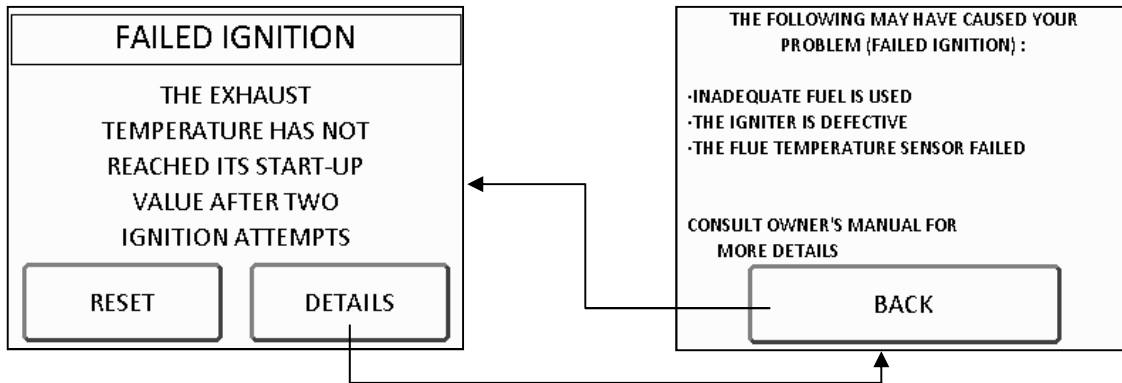 FAILED IGNITION
THE EXHAUST
TEMPERATURE HAS NOT
REACHED ITS START-UP
VALUE AFTER TWO
IGNITION ATTEMPTS
RESET
DETAILS
THE FOLLOWING MAY HAVE CAUSED YOUR
PROBLEM (FAILED IGNITION) :
·INADEQUATE FUEL IS USED
·THE IGNITER IS DEFECTIVE
·THE FLUE TEMPERATURE SENSOR FAILED
CONSULT OWNER'S MANUAL FOR
MORE DETAILS
BACK